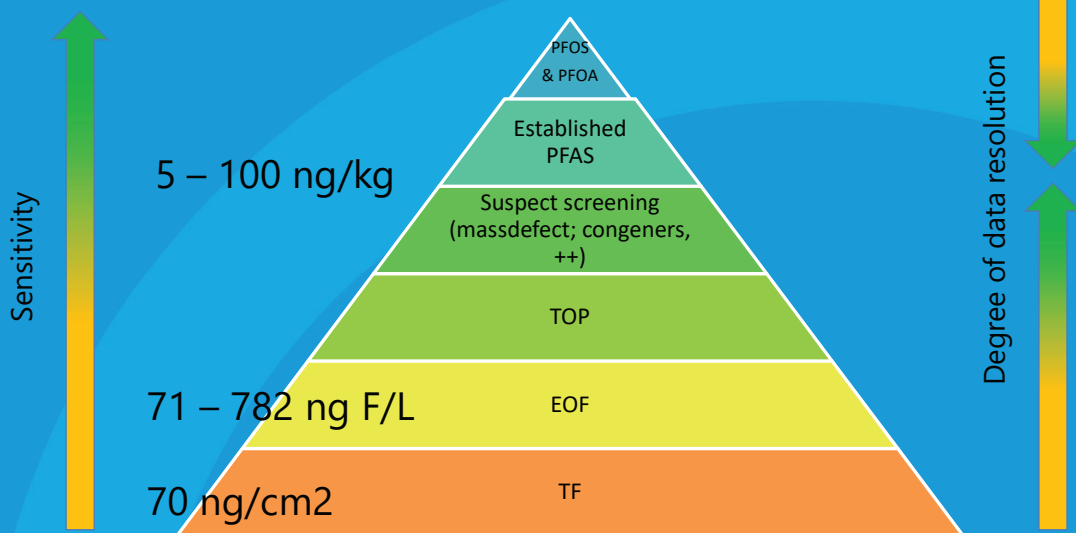 PFOS
& PFOA
Established
PFAS
5 – 100 ng/kg
Suspect screening
(massdefect; congeners,
++)
TOP
71 – 782 ng F/L
EOF
70 ng/cm2
TF
Sensitivity
Degree of data resolution